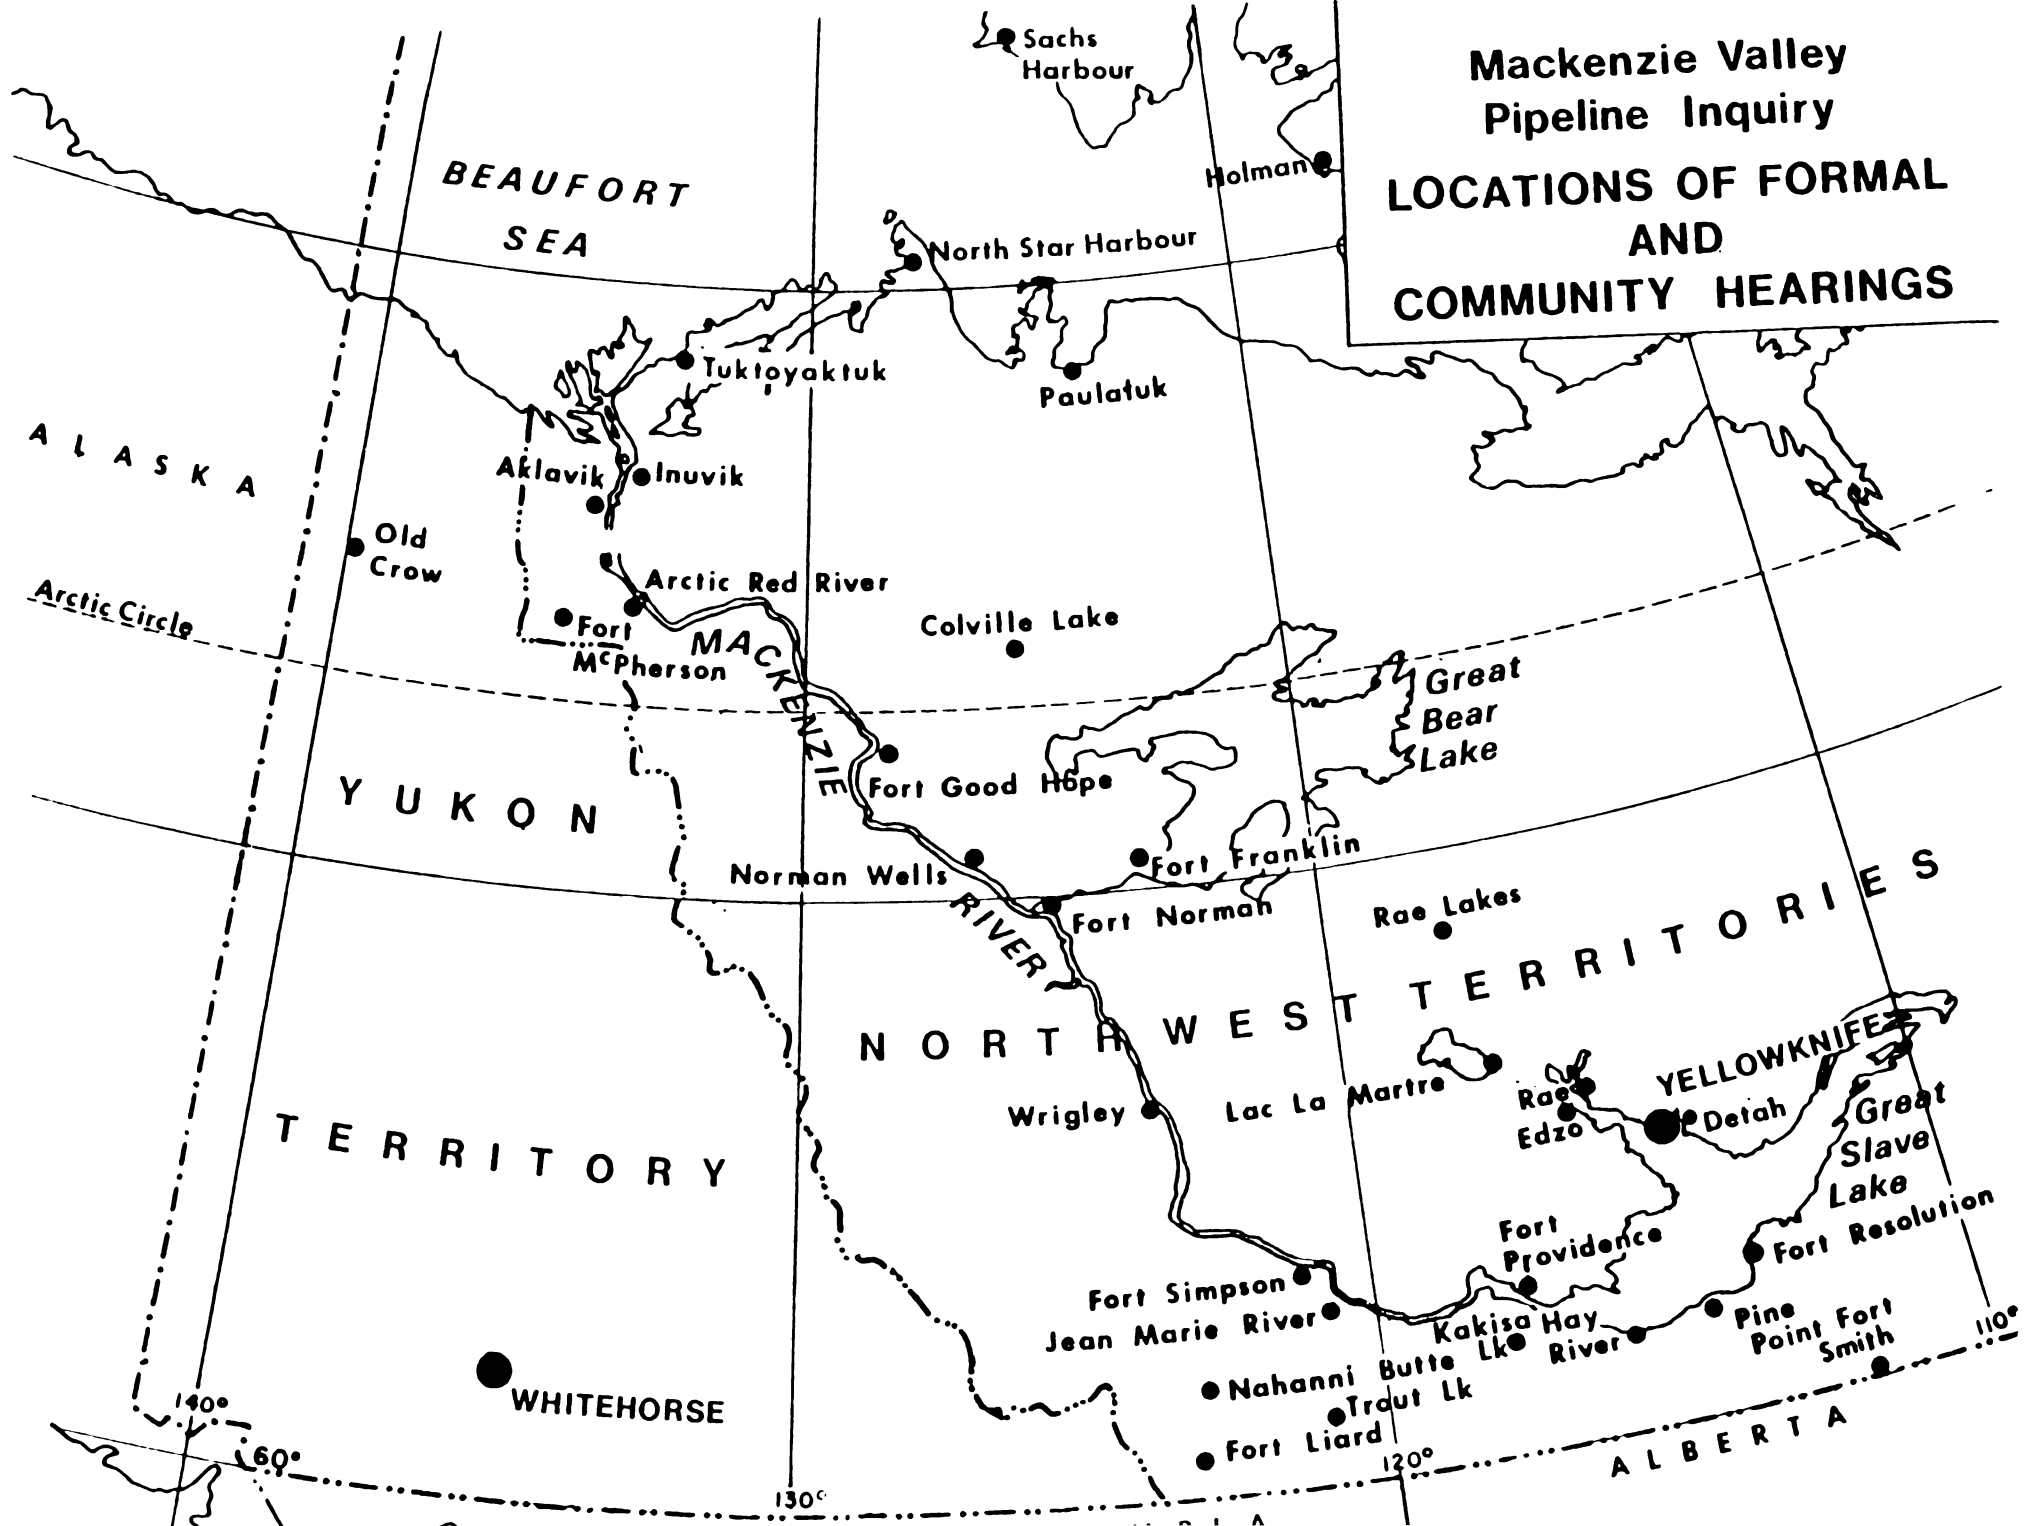 Mackenzie Valley
Pipeline Inquiry
LOCATIONS OF FORMAL
AND
COMMUNITY HEARINGS
Sachs
Harbour
Holman
BEAUFORT
SEA
North Star Harbour
Tuktoyaktuk
Paulatuk
ALASKA
Aklavik
Inuvik
Old
Crow
Arctic Circle
Arctic Red River
Fort
McPherson
Colville Lake
MACKENZIE
RIVER
Great
Bear
Lake
Fort Good Hope
YUKON
TERRITORY
Norman Wells
Fort Franklin
Fort Norman
Rae Lakes
NORTH WEST TERRITORIES
Wrigley
Lac La Martre
Rae
Edzo
YELLOWKNIFE
Detah
Great
Slave
Lake
Fort
Providence
Fort Resolution
Fort Simpson
Jean Marie River
Kakisa
Lk
Hay
River
Pine
Point
Fort
Smith
Nahanni Butte
Trout Lk
Fort Liard
WHITEHORSE
140°
60°
130°
120°
110°
ALBERTA